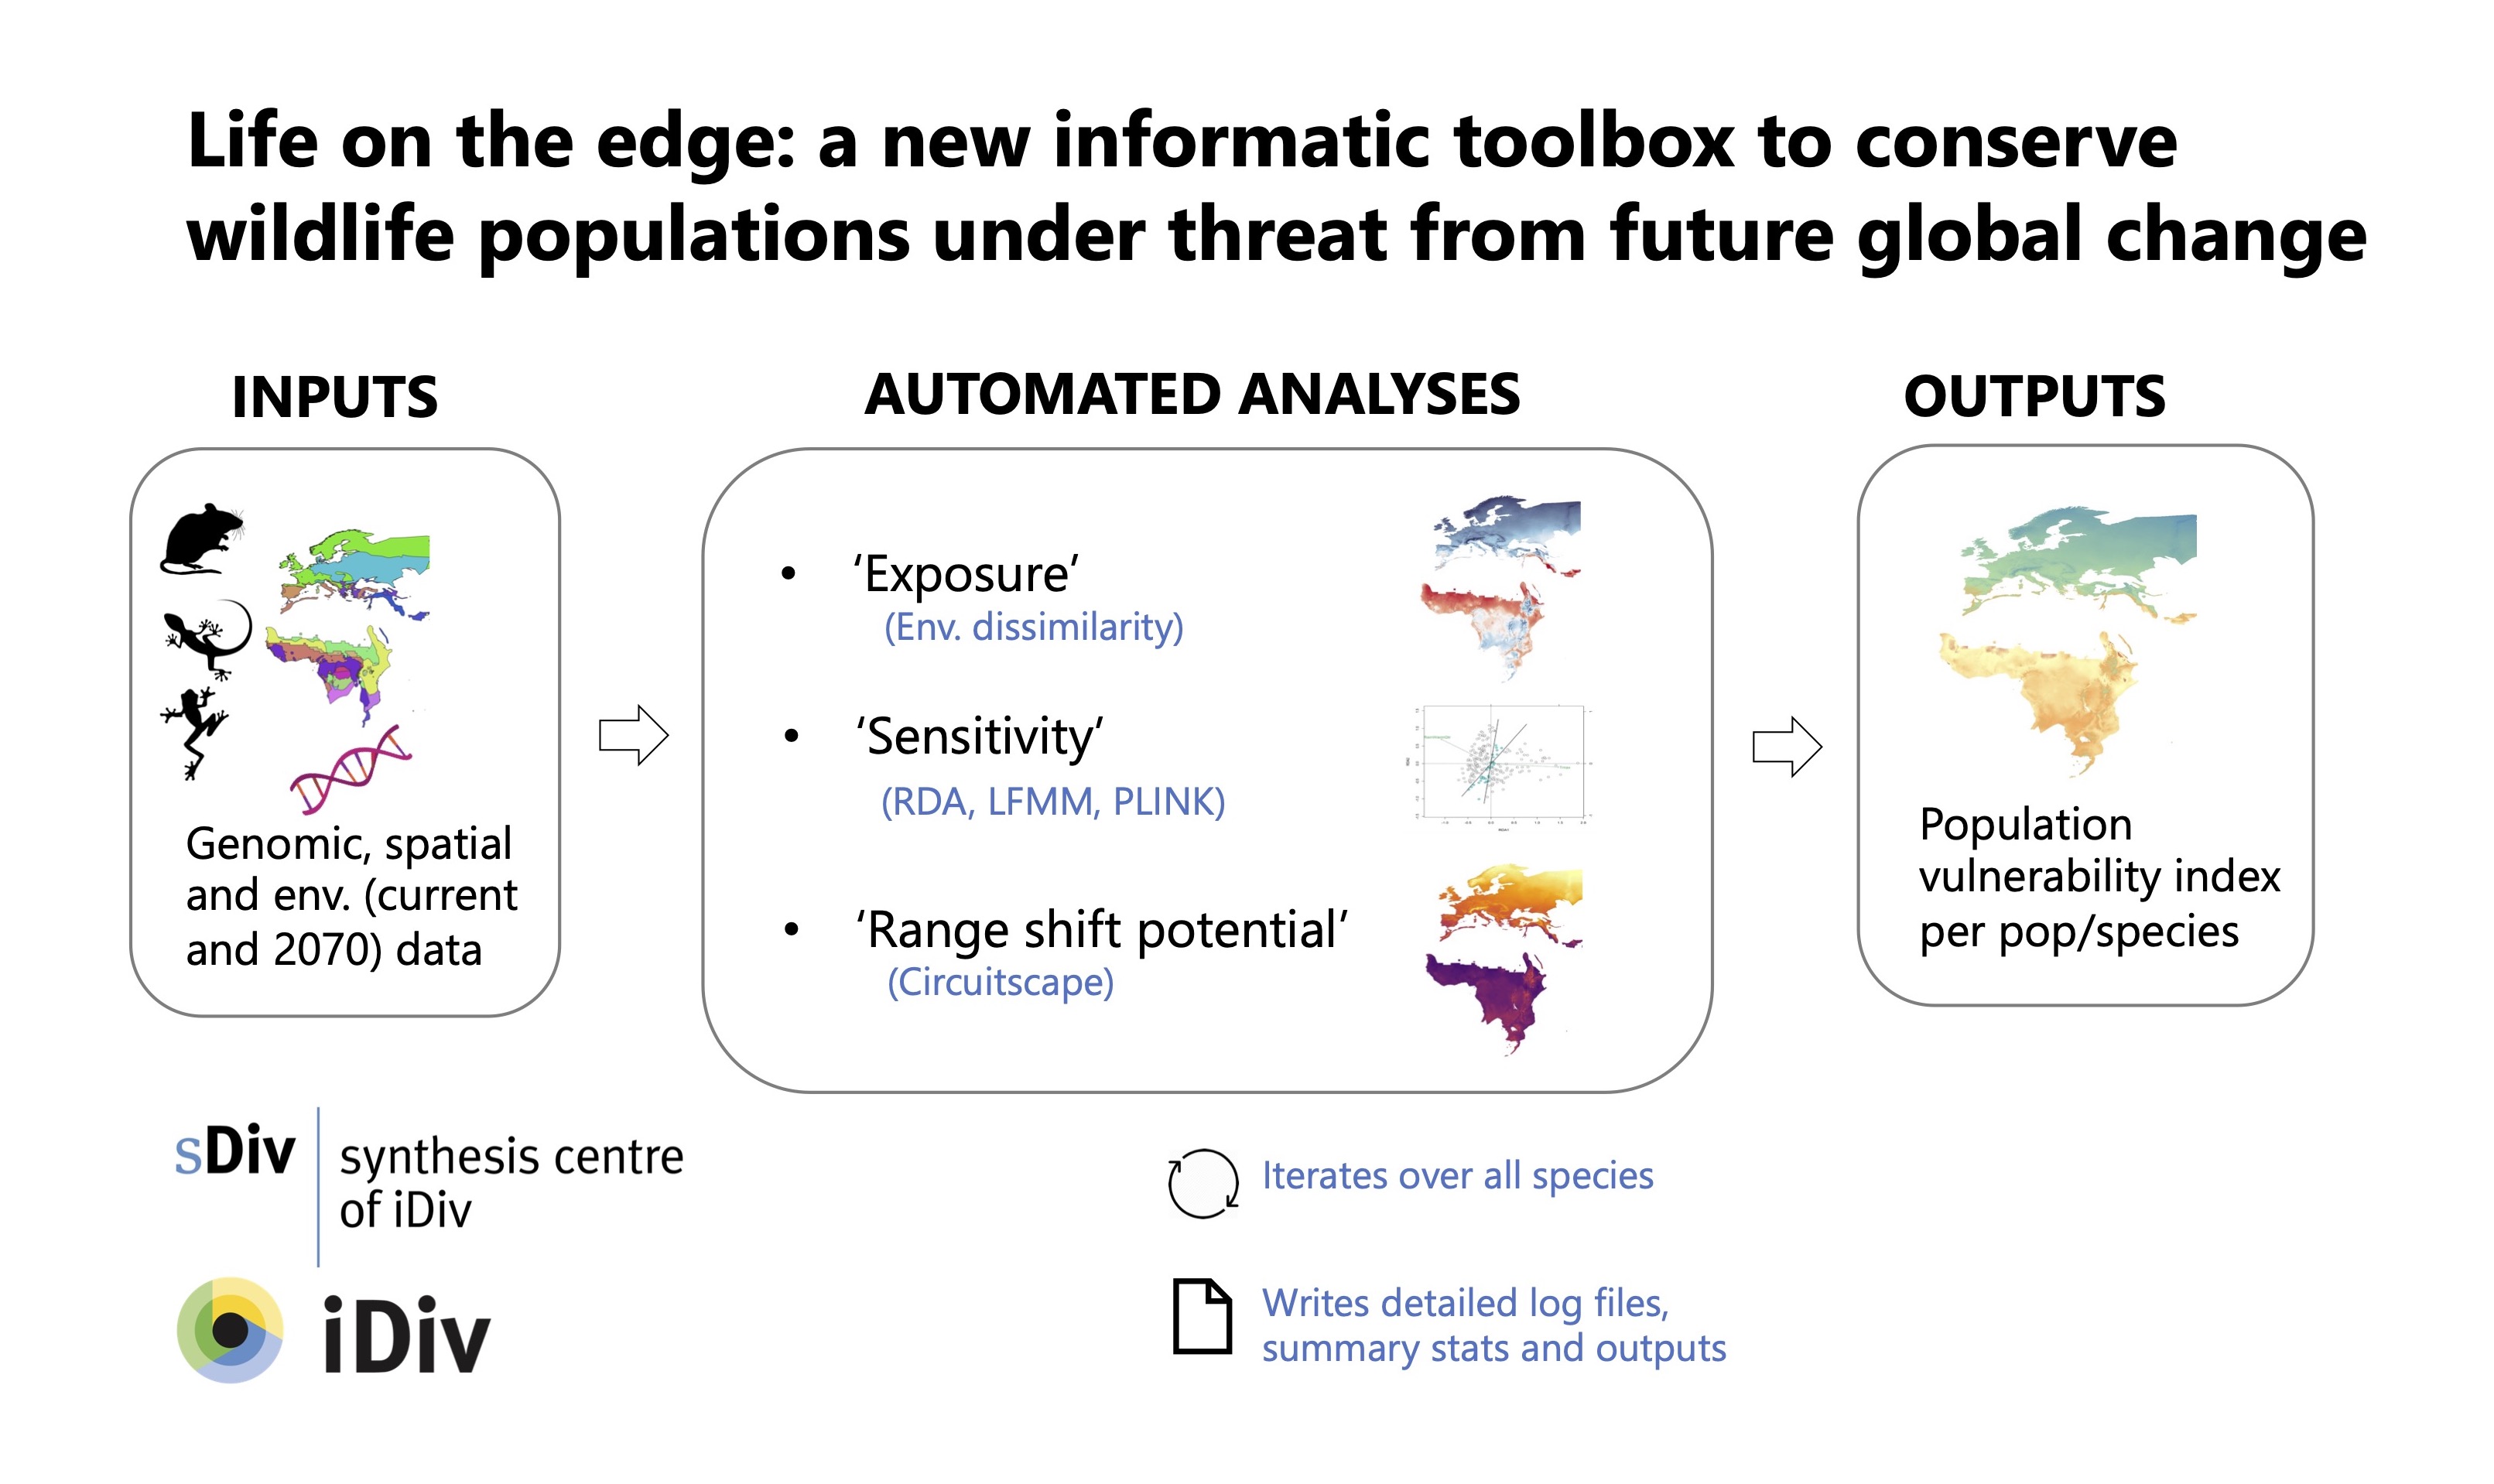 Life on the edge: a new informatic toolbox to conserve
wildlife populations under threat from future global change
INPUTS
Genomic, spatial
and env. (current
and 2070) data
AUTOMATED ANALYSES
• ‘Exposure’
(Env. dissimilarity)
• ‘Sensitivity’
(RDA, LFMM, PLINK)
• ‘Range shift potential’
(Circuitscape)
OUTPUTS
Population
vulnerability index
per pop/species
sDiv
synthesis centre
of iDiv
iDiv
Iterates over all species
Writes detailed log files,
summary stats and outputs